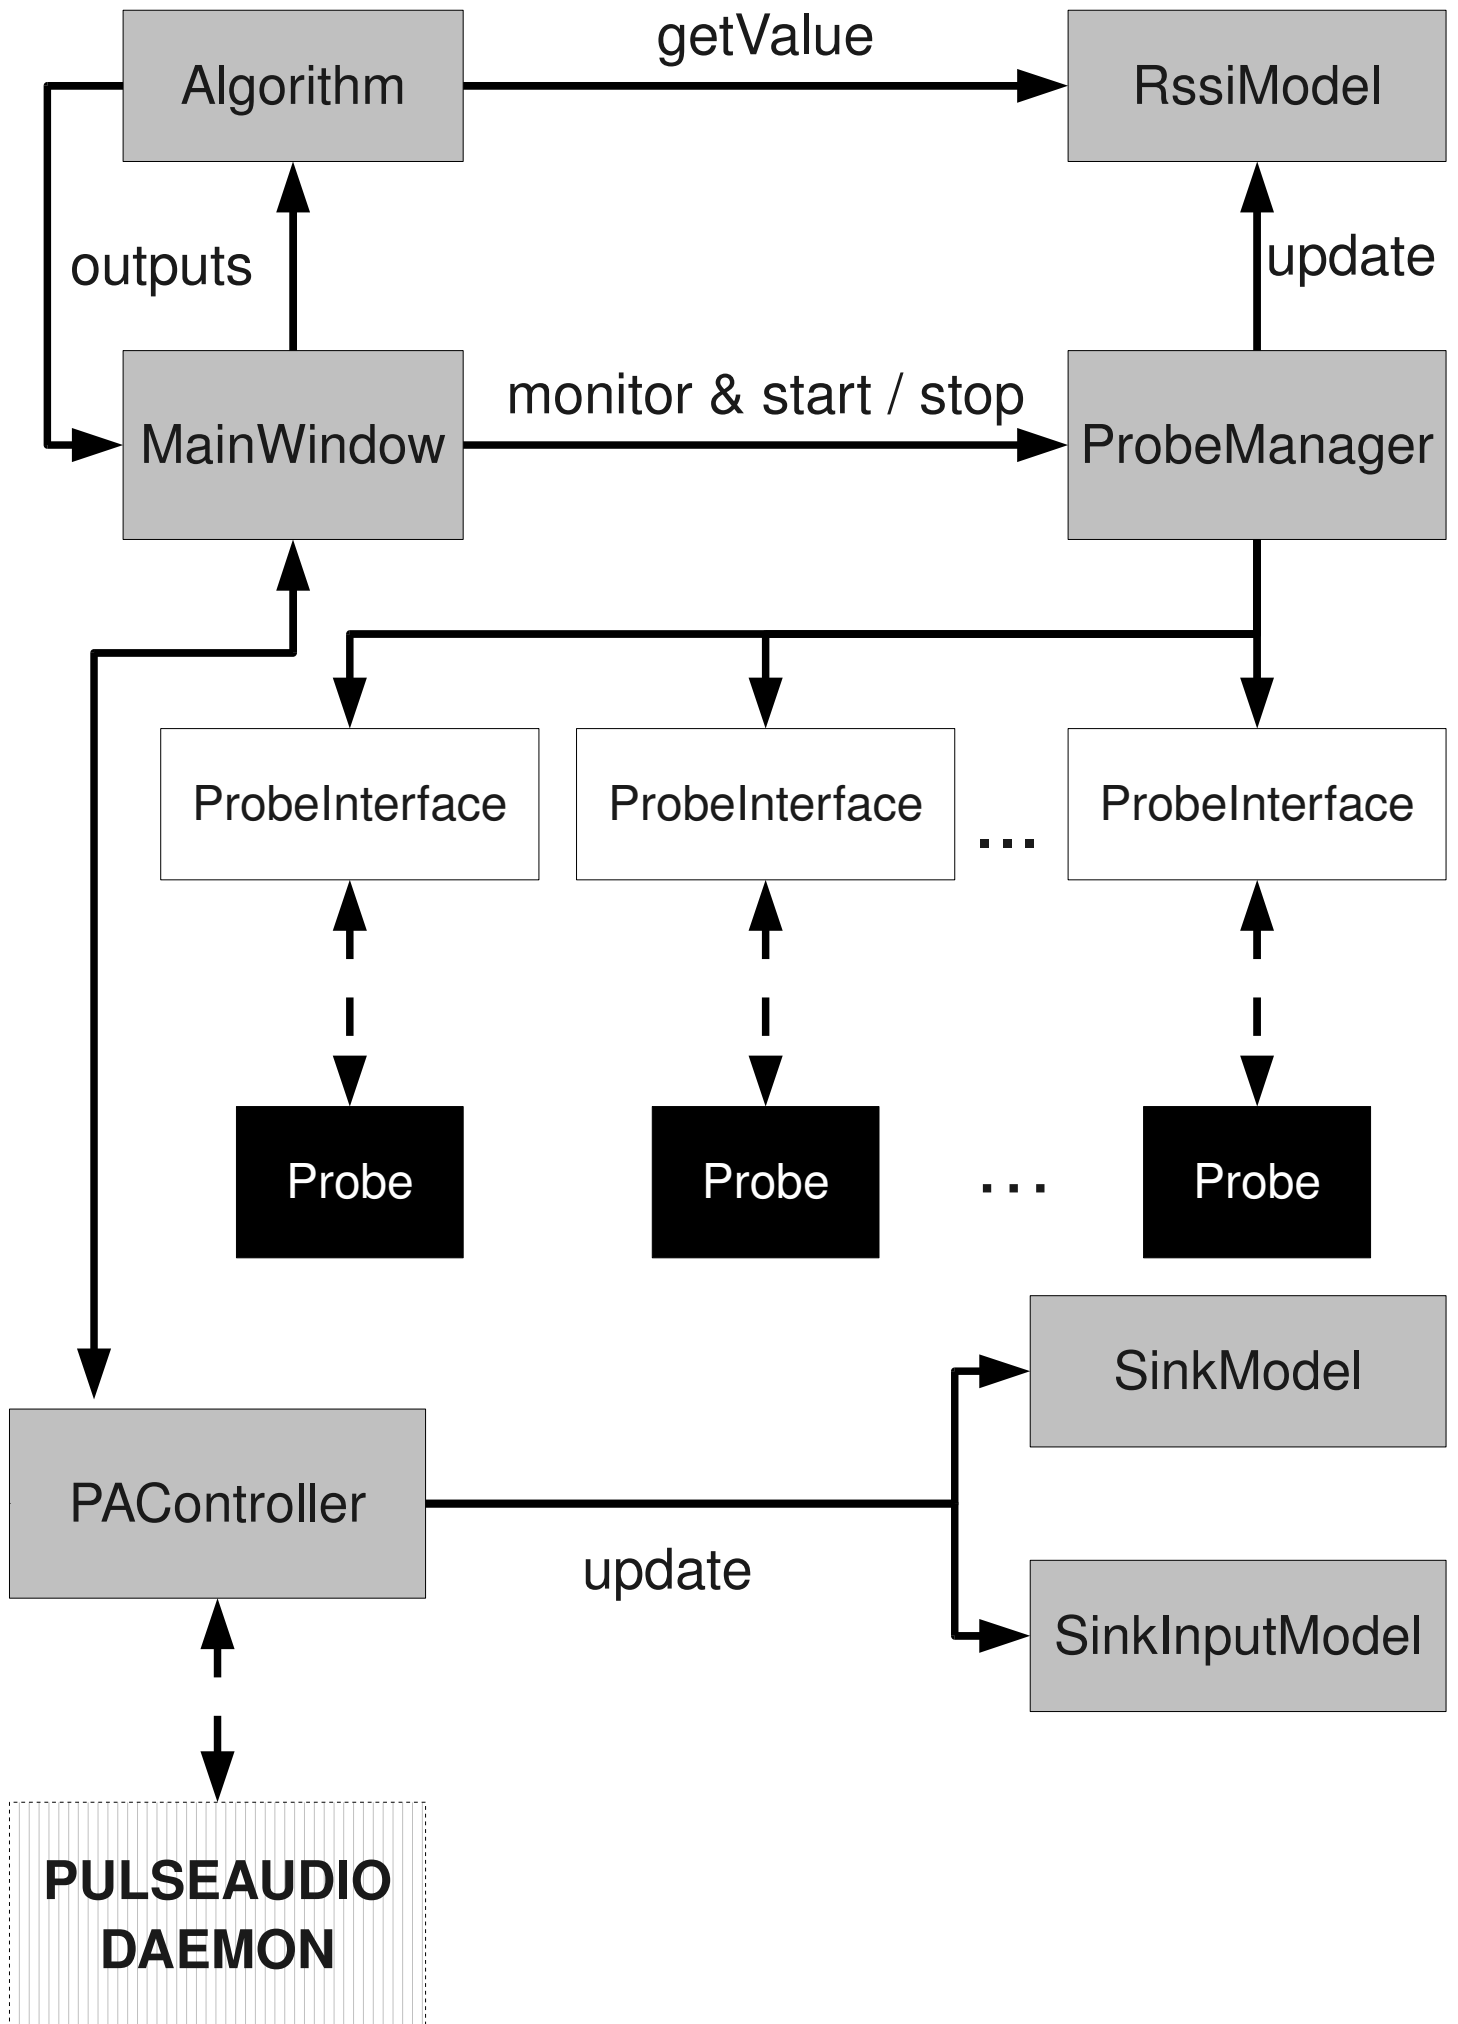 getValue
Algorithm
RssiModel
outputs
update
monitor & start / stop
MainWindow
ProbeManager
ProbeInterface
ProbeInterface
...
ProbeInterface
Probe
Probe
...
Probe
SinkModel
PAController
update
SinkInputModel
PULSEAUDIO
DAEMON